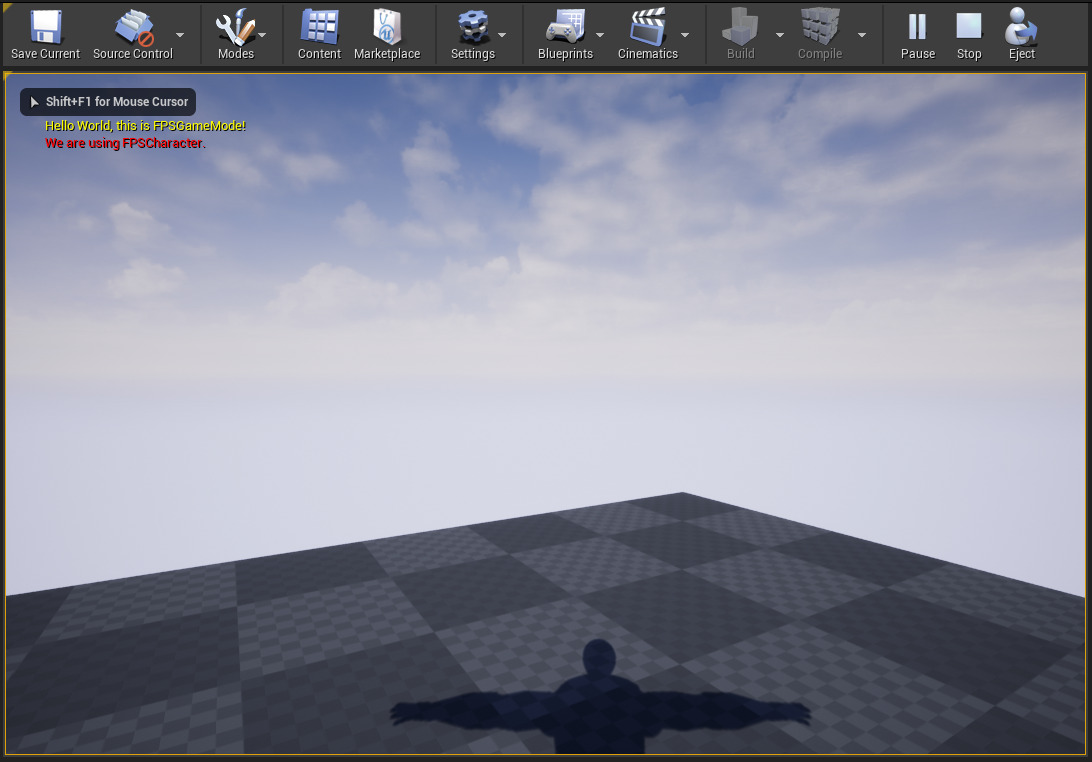 Save Current Source Control Modes Content Marketplace Settings Blueprints Cinematics Build Compile Pause Stop Eject
Shift+F1 for Mouse Cursor
Hello World, this is FPSGameMode!
We are using FPSCharacter.